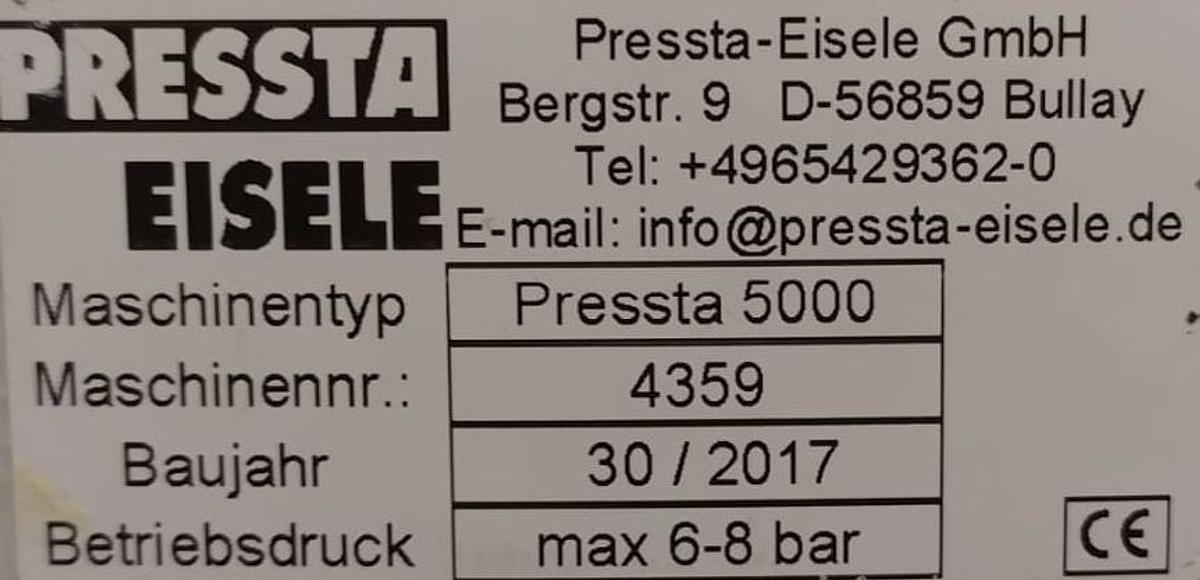 PRESSTA
EISELE
Pressta-Eisele GmbH
Bergstr. 9 D-56859 Bullay
Tel: +4965429362-0
E-mail: info@pressta-eisele.de
Maschinentyp Pressta 5000
Maschinennr.: 4359
Baujahr 30 / 2017
Betriebsdruck max 6-8 bar
CE